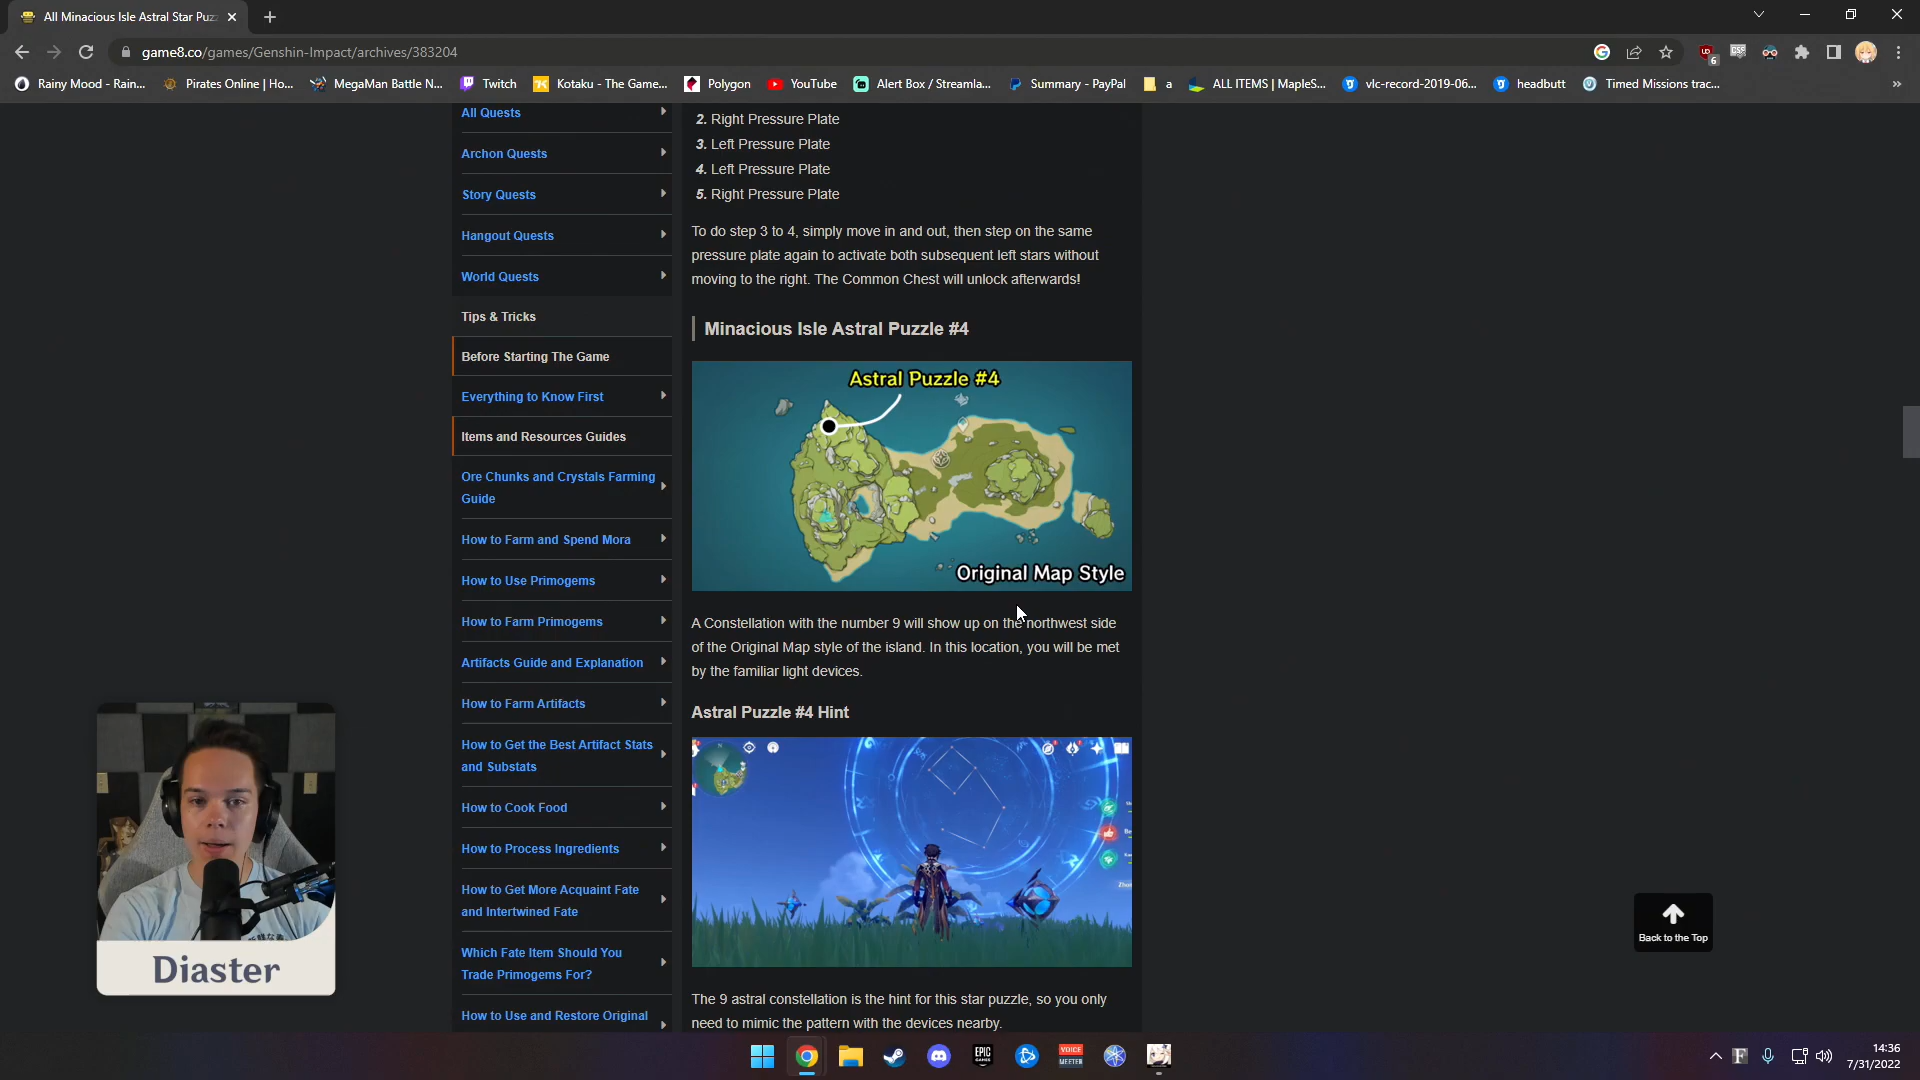 All Minacious Isle Astral Star Puz
game8.co/games/Genshin-Impact/archives/383204
6
Rainy Mood - Rain... Pirates Online | Ho... MegaMan Battle N... Twitch Kotaku - The Game... Polygon YouTube Alert Box / Streamla... Summary - PayPal a ALL ITEMS | MapleS... vlc-record-2019-06... headbutt Timed Missions trac... »
All Quests
Archon Quests
Story Quests
Hangout Quests
World Quests
Tips & Tricks
Before Starting The Game
Everything to Know First
Items and Resources Guides
Ore Chunks and Crystals Farming
Guide
How to Farm and Spend Mora
How to Use Primogems
How to Farm Primogems
Artifacts Guide and Explanation
How to Farm Artifacts
How to Get the Best Artifact Stats
and Substats
How to Cook Food
How to Process Ingredients
How to Get More Acquaint Fate
and Intertwined Fate
Which Fate Item Should You
Trade Primogems For?
How to Use and Restore Original
2. Right Pressure Plate
3. Left Pressure Plate
4. Left Pressure Plate
5. Right Pressure Plate
To do step 3 to 4, simply move in and out, then step on the same
pressure plate again to activate both subsequent left stars without
moving to the right. The Common Chest will unlock afterwards!
Minacious Isle Astral Puzzle #4
Astral Puzzle #4
Original Map Style
A Constellation with the number 9 will show up on the northwest side
of the Original Map style of the island. In this location, you will be met
by the familiar light devices.
Astral Puzzle #4 Hint
The 9 astral constellation is the hint for this star puzzle, so you only
need to mimic the pattern with the devices nearby.
Back to the Top
Diaster
EPIC
GAMES
VOICE
MEETER
14:36
7/31/2022